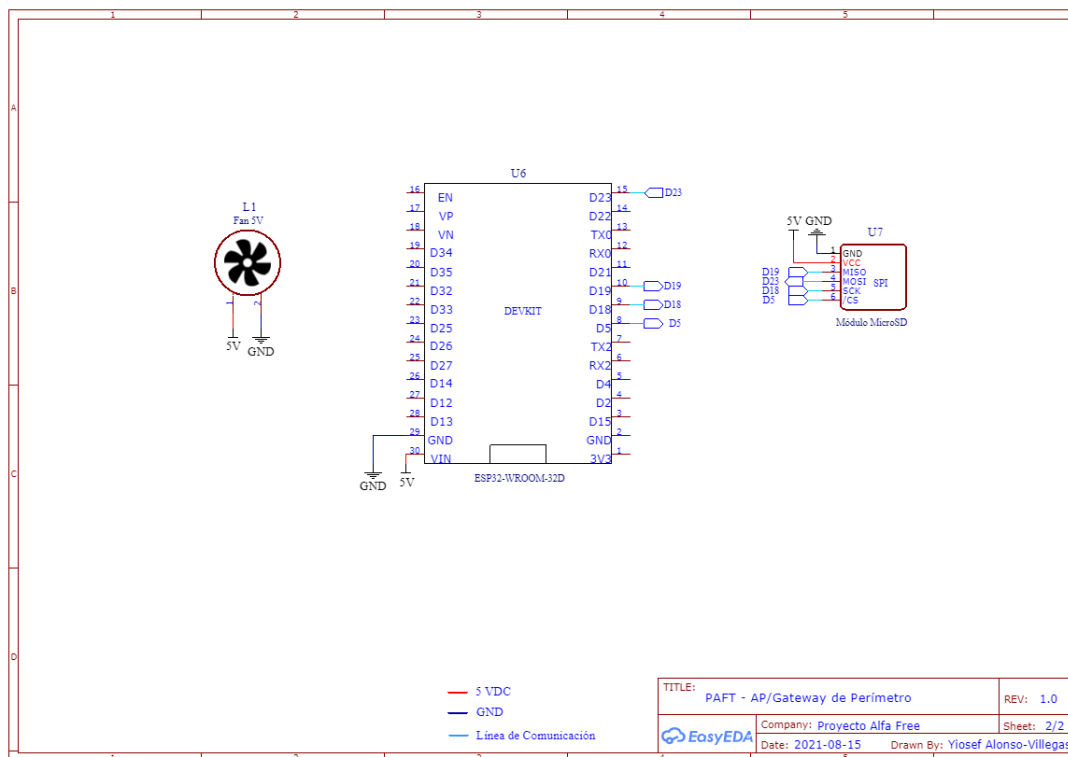 1 2 3 4 5
A
B
C
D
L1
Fan 5V
1 2
5V
GND
U6
16 EN
17 VP
18 VN
19 D34
20 D35
21 D32
22 D33
23 D25
24 D26
25 D27
26 D14
27 D12
28 D13
29 GND
30 VIN
GND
5V
DEVKIT
D23 15 D23
D22 14
TX0 13
RX0 12
D21 11
D19 10 D19
D18 9 D18
D5 8 D5
TX2 7
RX2 6
D4 5
D2 4
D15 3
GND 2
3V3 1
ESP32-WROOM-32D
5V GND
U7
1 GND
2 VCC
D19 3 MISO
D23 4 MOSI
D18 5 SCK
D5 6 /CS
SPI
Módulo MicroSD
5 VDC
GND
Línea de Comunicación
TITLE:
PAFT - AP/Gateway de Perímetro
REV: 1.0
EasyEDA
Company: Proyecto Alfa Free
Sheet: 2/2
Date: 2021-08-15
Drawn By: Yiosef Alonso-Villegas
1 2 3 4 5